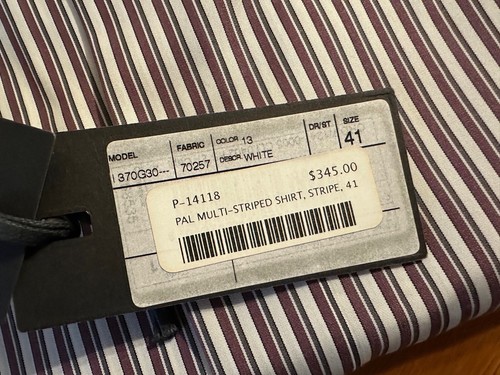 MODEL FABRIC COLOR 13 DR/ST SIZE
I 370G30--- 70257 DESCR. WHITE 41
P-14118 $345.00
PAL MULTI-STRIPED SHIRT, STRIPE, 41